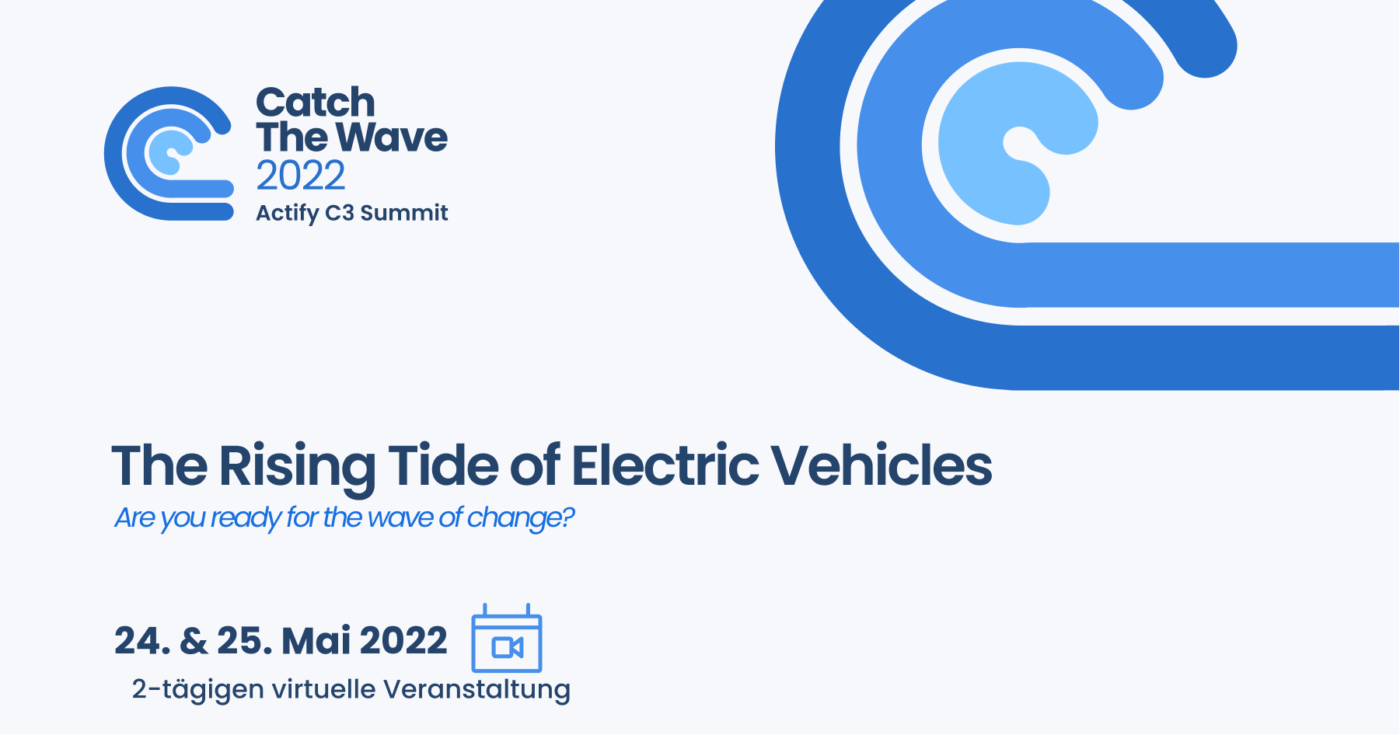 Catch
The Wave
2022
Actify C3 Summit
The Rising Tide of Electric Vehicles
Are you ready for the wave of change?
24. & 25. Mai 2022
2-tägigen virtuelle Veranstaltung